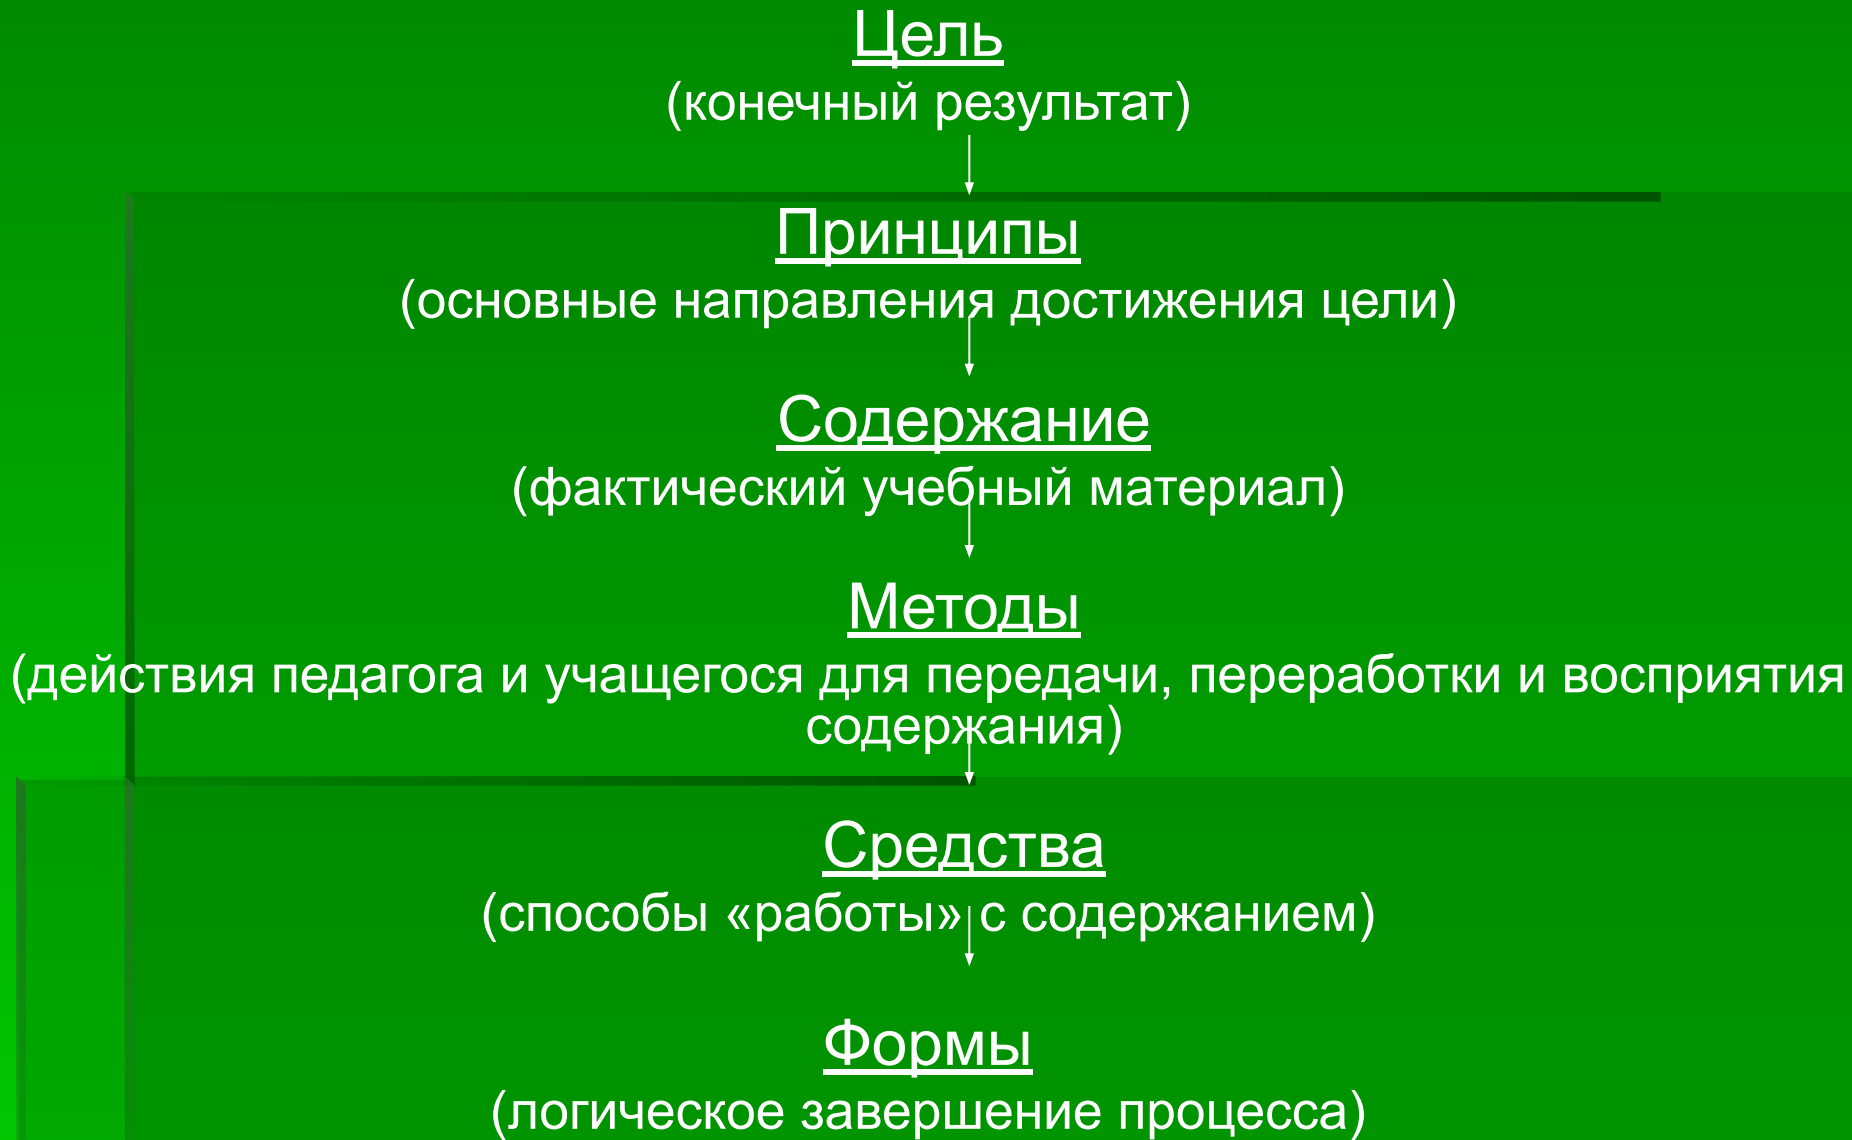 Цель
(конечный результат)
Принципы
(основные направления достижения цели)
Содержание
(фактический учебный материал)
Методы
(действия педагога и учащегося для передачи, переработки и восприятия
содержания)
Средства
(способы «работы» с содержанием)
Формы
(логическое завершение процесса)